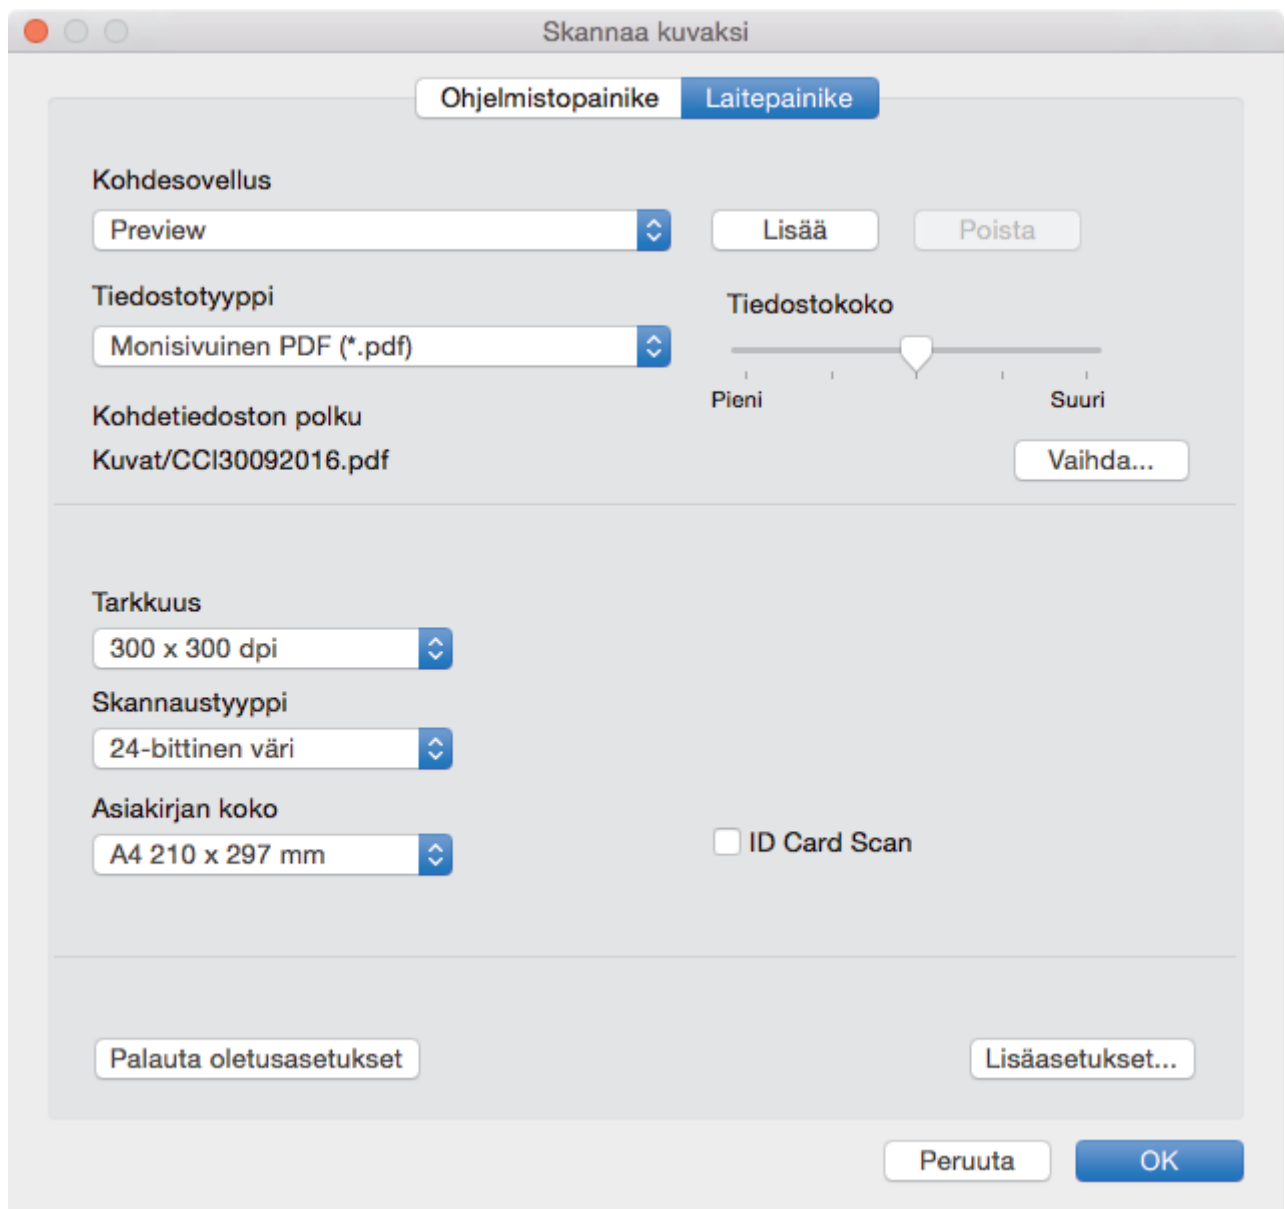 Skannaa kuvaksi
Ohjelmistopainike Laitepainike
Kohdesovellus
Preview Lisää Poista
Tiedostotyyppi Tiedostokoko
Monisivuinen PDF (*.pdf)
Pieni Suuri
Kohdetiedoston polku
Kuvat/CCI30092016.pdf Vaihda...
Tarkkuus
300 x 300 dpi
Skannaustyyppi
24-bittinen väri
Asiakirjan koko
A4 210 x 297 mm ID Card Scan
Palauta oletusasetukset Lisäasetukset...
Peruuta OK